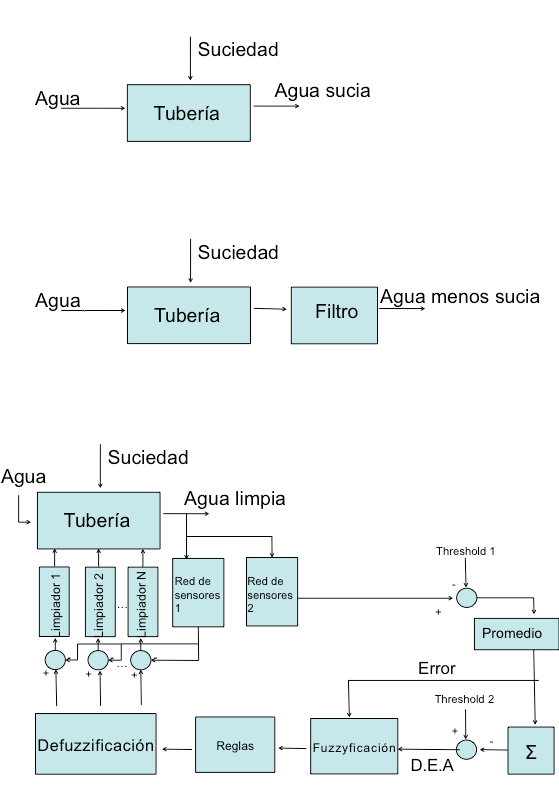 Suciedad
Agua
Tubería
Agua sucia
Suciedad
Agua
Tubería
Filtro
Agua menos sucia
Agua
Suciedad
Tubería
Agua limpia
Limpiador 1
Limpiador 2
...
Limpiador N
Red de
sensores
1
Red de
sensores
2
Threshold 1
-
+
Promedio
+
+
...
+
Error
Threshold 2
+
-
Σ
D.E.A
Fuzzyficación
Reglas
Defuzzificación